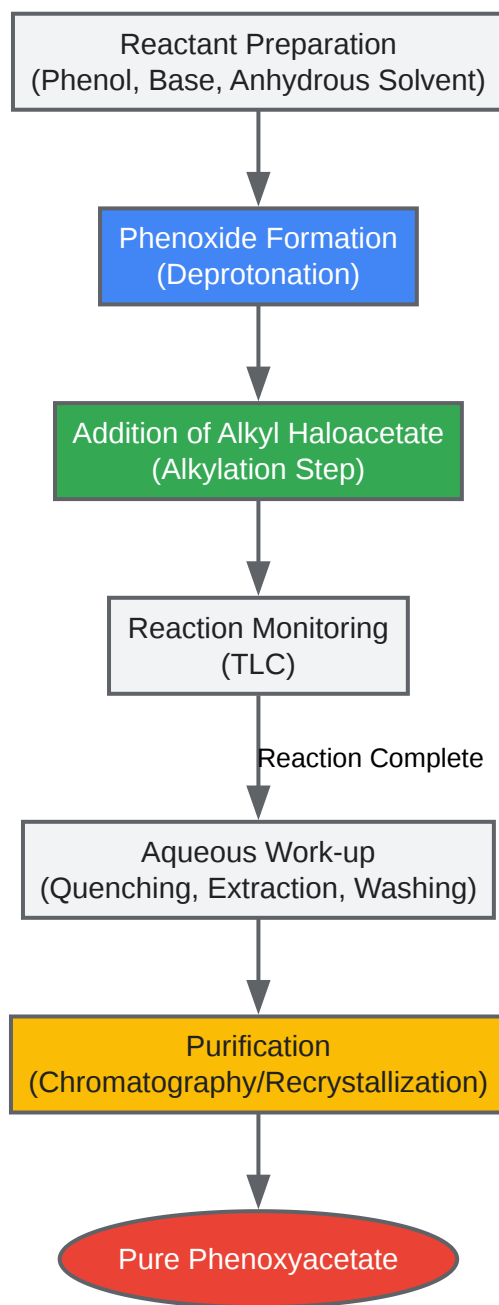 Reactant Preparation
(Phenol, Base, Anhydrous Solvent)
Phenoxide Formation
(Deprotonation)
Addition of Alkyl Haloacetate
(Alkylation Step)
Reaction Monitoring
(TLC)
Reaction Complete
Aqueous Work-up
(Quenching, Extraction, Washing)
Purification
(Chromatography/Recrystallization)
Pure Phenoxyacetate